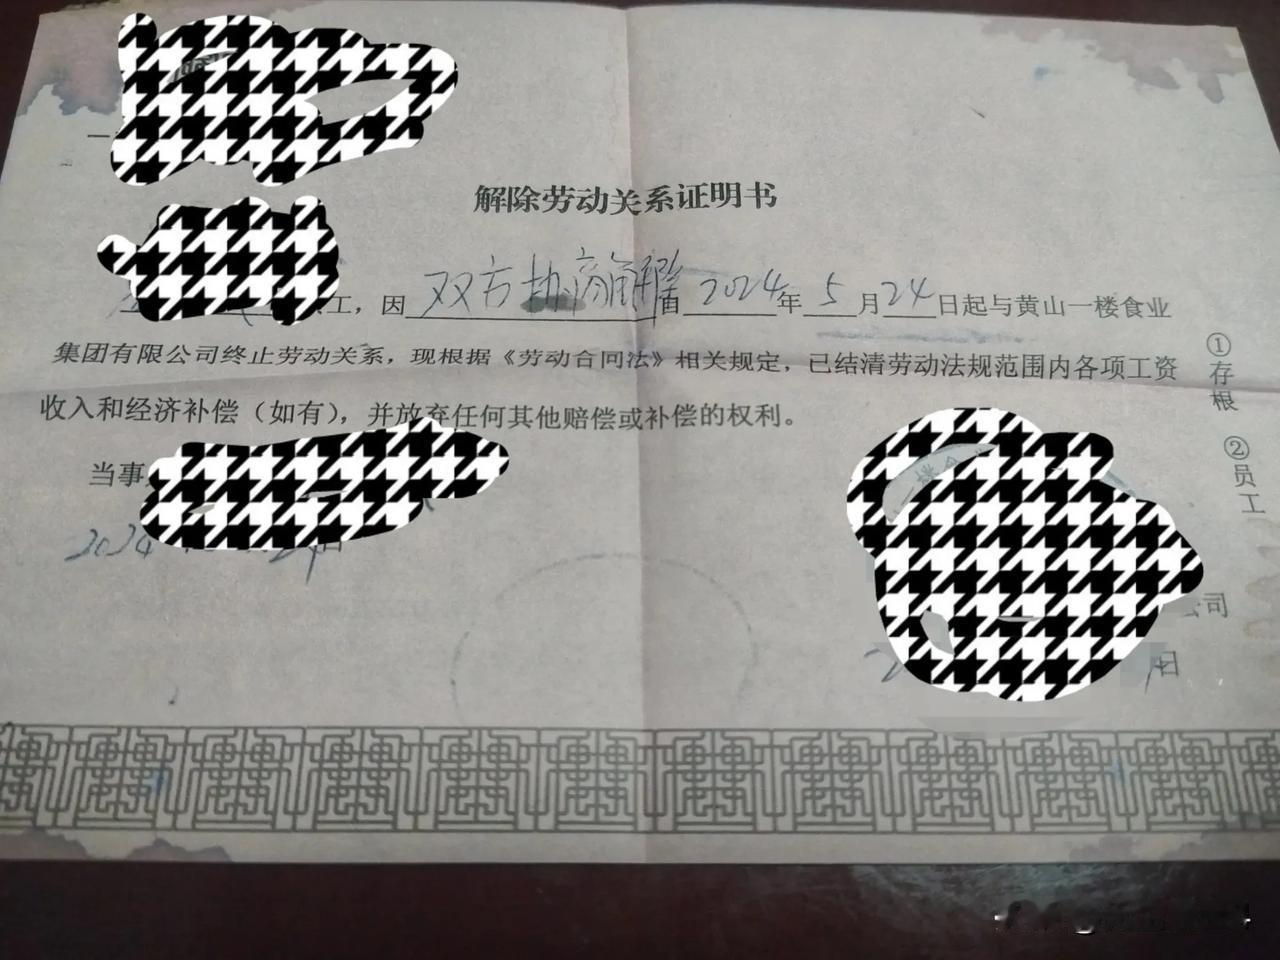 一
解除劳动关系证明书
工，因双方协商解除自2024年5月24日起与黄山一楼食业
集团有限公司终止劳动关系，现根据《劳动合同法》相关规定，已结清劳动法规范围内各项工资
收入和经济补偿（如有），并放弃任何其他赔偿或补偿的权利。
当事
2024 日
公司
日
①存根 ②员工